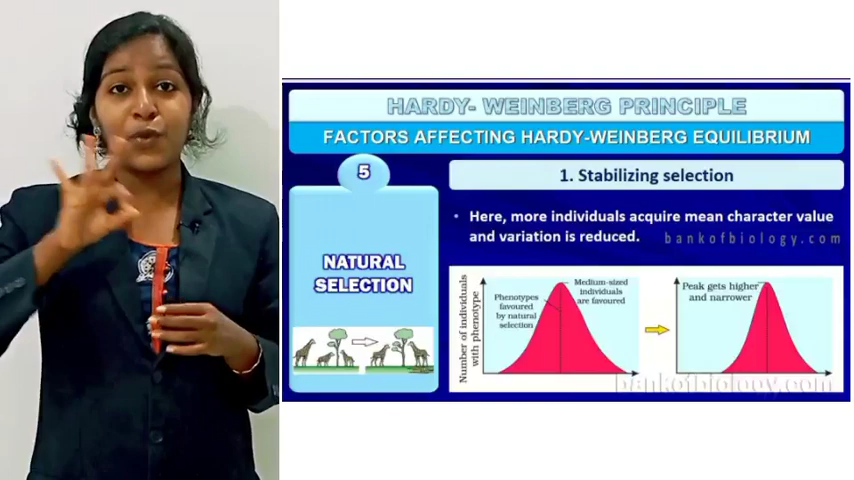 HARDY- WEINBERG PRINCIPLE
FACTORS AFFECTING HARDY-WEINBERG EQUILIBRIUM
5
NATURAL
SELECTION
1. Stabilizing selection
• Here, more individuals acquire mean character value
and variation is reduced.
bankofbiology.com
Number of individuals
with phenotype
Phenotypes
favoured
by natural
selection
Medium-sized
individuals
are favoured
Peak gets higher
and narrower
bankofbiology.com